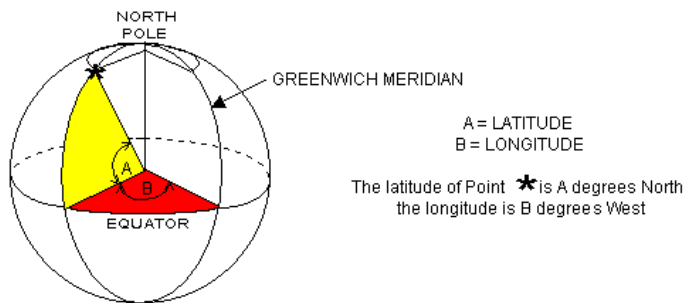 NORTH
POLE
GREENWICH MERIDIAN
A = LATITUDE
B = LONGITUDE
A
B
The latitude of Point * is A degrees North
the longitude is B degrees West
EQUATOR